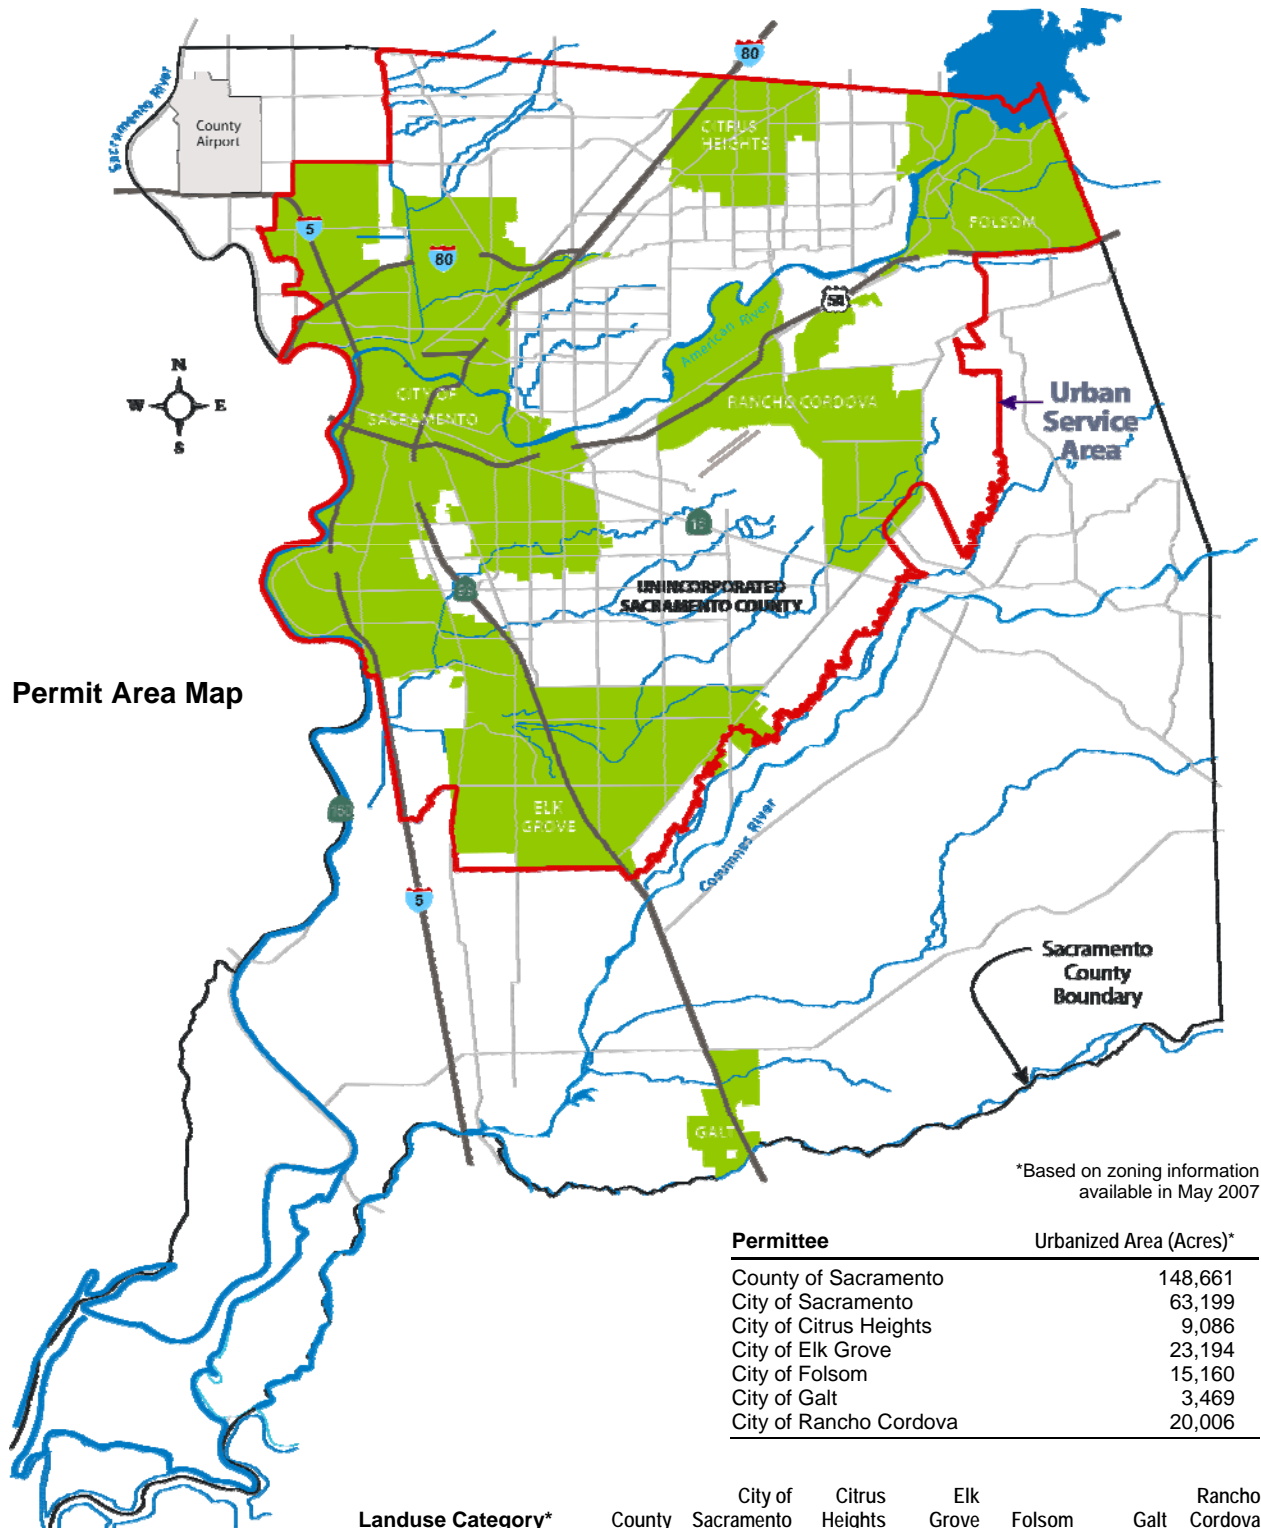 80
Sacramento River
County
Airport
CITRUS
HEIGHTS
FOLSOM
5
80
American River
N
W
E
S
CITY OF
SACRAMENTO
RANCHO CORDOVA
Urban
Service
Area
UNINCORPORATED
SACRAMENTO COUNTY
Permit Area Map
ELK
GROVE
Cosumnes River
5
Sacramento
County
Boundary
GALT
*Based on zoning information
available in May 2007
Permittee Urbanized Area (Acres)*
County of Sacramento 148,661
City of Sacramento 63,199
City of Citrus Heights 9,086
City of Elk Grove 23,194
City of Folsom 15,160
City of Galt 3,469
City of Rancho Cordova 20,006
City of Citrus Elk Rancho
Landuse Category* County Sacramento Heights Grove Folsom Galt Cordova